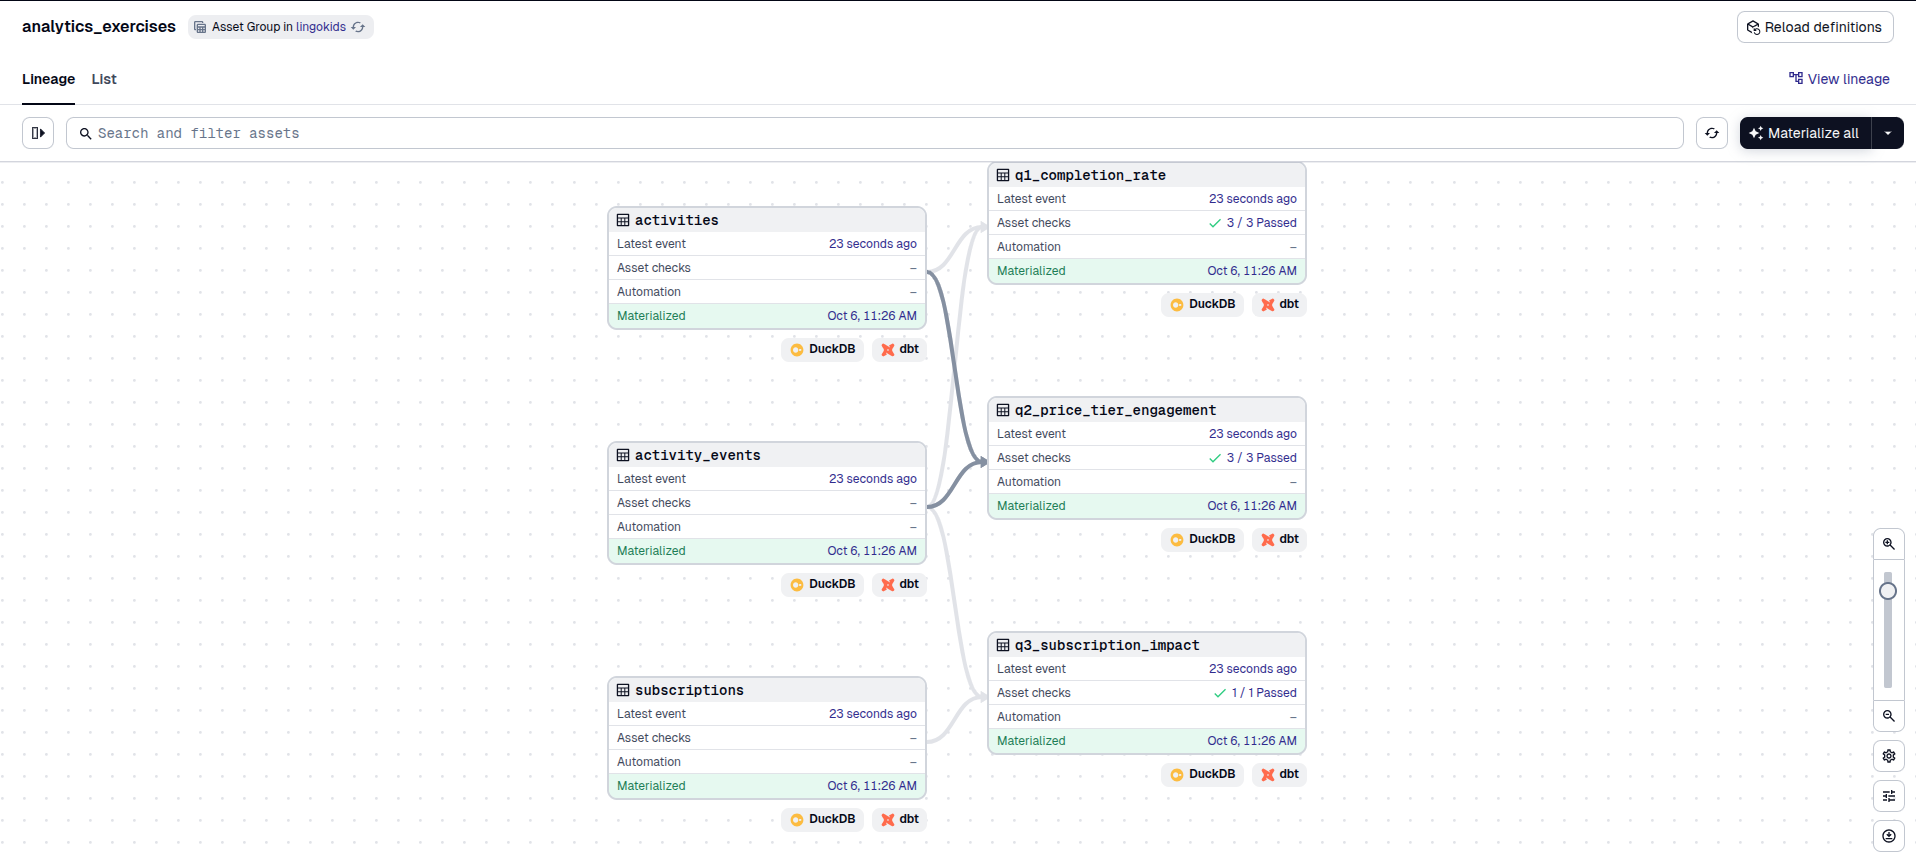 analytics_exercises
Asset Group in lingokids
Reload definitions
Lineage
List
View lineage
Search and filter assets
Materialize all
activities
Latest event 23 seconds ago
Asset checks –
Automation –
Materialized Oct 6, 11:26 AM
DuckDB dbt
activity_events
Latest event 23 seconds ago
Asset checks –
Automation –
Materialized Oct 6, 11:26 AM
DuckDB dbt
subscriptions
Latest event 23 seconds ago
Asset checks –
Automation –
Materialized Oct 6, 11:26 AM
DuckDB dbt
q1_completion_rate
Latest event 23 seconds ago
Asset checks 3 / 3 Passed
Automation –
Materialized Oct 6, 11:26 AM
DuckDB dbt
q2_price_tier_engagement
Latest event 23 seconds ago
Asset checks 3 / 3 Passed
Automation –
Materialized Oct 6, 11:26 AM
DuckDB dbt
q3_subscription_impact
Latest event 23 seconds ago
Asset checks 1 / 1 Passed
Automation –
Materialized Oct 6, 11:26 AM
DuckDB dbt